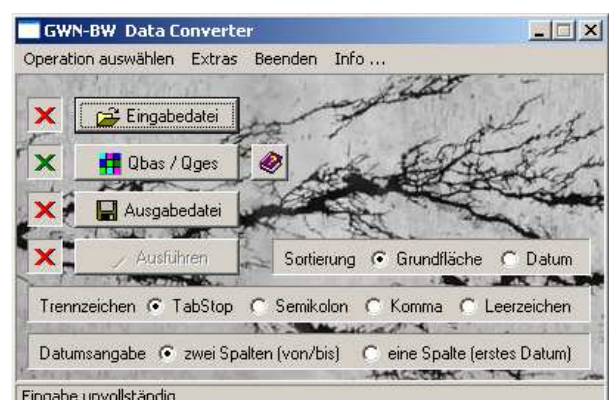 GWN-BW Data Converter
Operation auswählen Extras Beenden Info ...
Eingabedatei
Qbas / Qges
Ausgabedatei
Ausführen
Sortierung Grundfläche Datum
Trennzeichen TabStop Semikolon Komma Leerzeichen
Datumsangabe zwei Spalten (von/bis) eine Spalte (erstes Datum)
Eingabe unvollständig